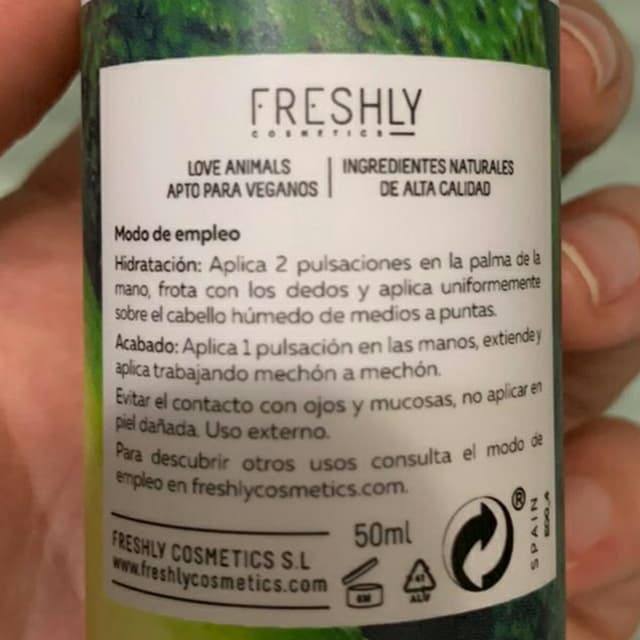 FRESHLY
COSMETICS
LOVE ANIMALS
APTO PARA VEGANOS
INGREDIENTES NATURALES
DE ALTA CALIDAD
Modo de empleo
Hidratación: Aplica 2 pulsaciones en la palma de la
mano, frota con los dedos y aplica uniformemente
sobre el cabello húmedo de medios a puntas.
Acabado: Aplica 1 pulsación en las manos, extiende y
aplica trabajando mechón a mechón.
Evitar el contacto con ojos y mucosas, no aplicar en
piel dañada. Uso externo.
Para descubrir otros usos consulta el modo de
empleo en freshlycosmetics.com.
FRESHLY COSMETICS S.L
www.freshlycosmetics.com
50ml
6M
41
ALU
®
SPAIN